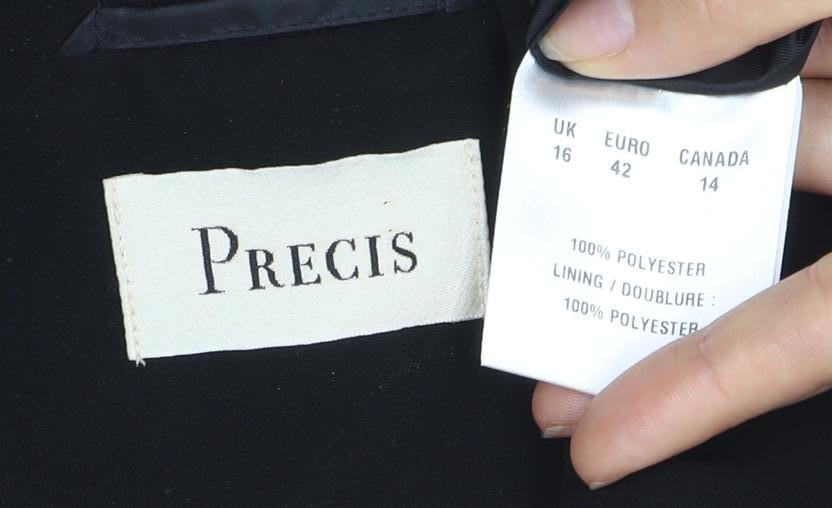 PRECIS
UK EURO CANADA
16 42 14
100% POLYESTER
LINING / DOUBLURE :
100% POLYESTER